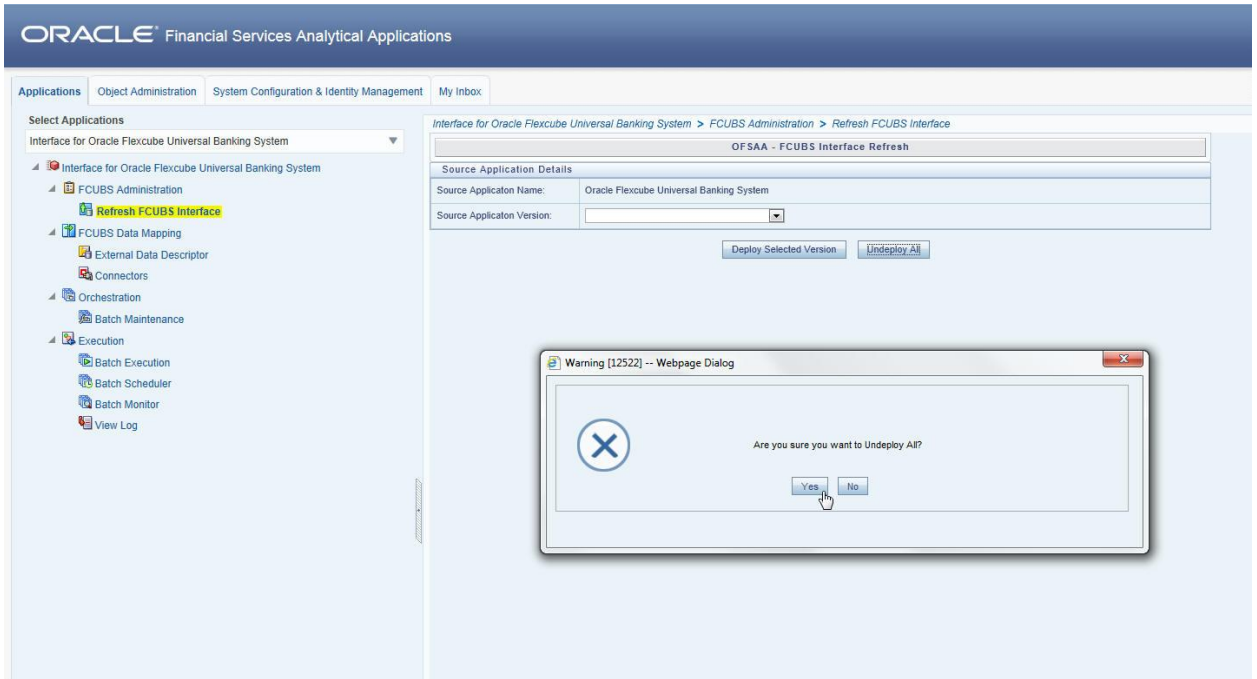 ORACLE® Financial Services Analytical Applications
Applications Object Administration System Configuration & Identity Management My Inbox
Select Applications
Interface for Oracle Flexcube Universal Banking System
Interface for Oracle Flexcube Universal Banking System
FCUBS Administration
Refresh FCUBS Interface
FCUBS Data Mapping
External Data Descriptor
Connectors
Orchestration
Batch Maintenance
Execution
Batch Execution
Batch Scheduler
Batch Monitor
View Log
Interface for Oracle Flexcube Universal Banking System > FCUBS Administration > Refresh FCUBS Interface
OFSAA - FCUBS Interface Refresh
Source Application Details
Source Applicaton Name: Oracle Flexcube Universal Banking System
Source Applicaton Version:
Deploy Selected Version Undeploy All
Warning [12522] -- Webpage Dialog
Are you sure you want to Undeploy All?
Yes No